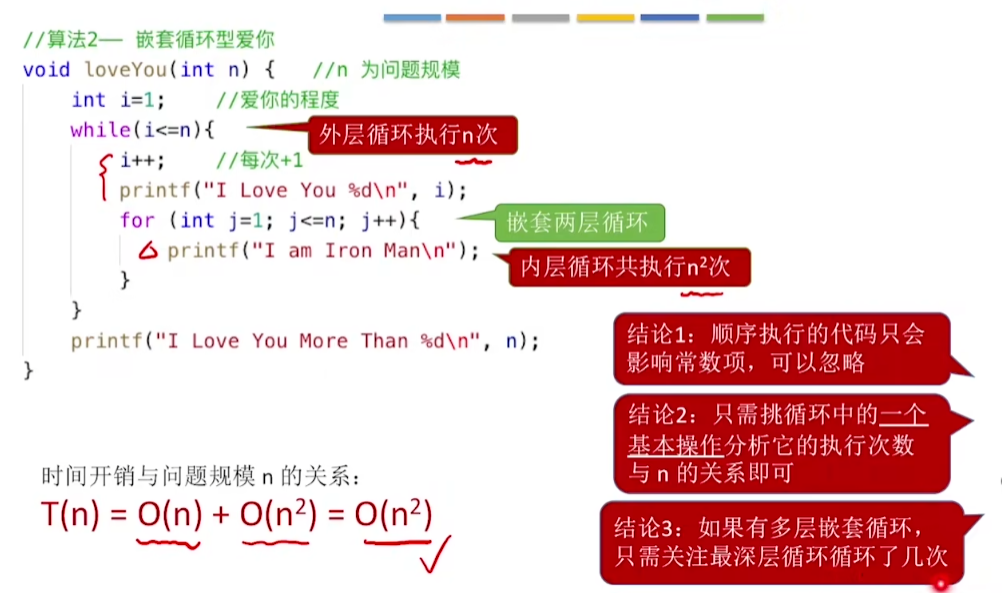 //算法2—— 嵌套循环型爱你
void loveYou(int n) {   //n 为问题规模
int i=1;    //爱你的程度
while(i<=n){
外层循环执行n次
i++;    //每次+1
printf("I Love You %d\n", i);
for (int j=1; j<=n; j++){
嵌套两层循环
printf("I am Iron Man\n");
内层循环共执行n²次
}
}
printf("I Love You More Than %d\n", n);
}
结论1：顺序执行的代码只会
影响常数项，可以忽略
结论2：只需挑循环中的一个
基本操作分析它的执行次数
与 n 的关系即可
时间开销与问题规模 n 的关系：
T(n) = O(n) + O(n²) = O(n²)
结论3：如果有多层嵌套循环，
只需关注最深层循环循环了几次